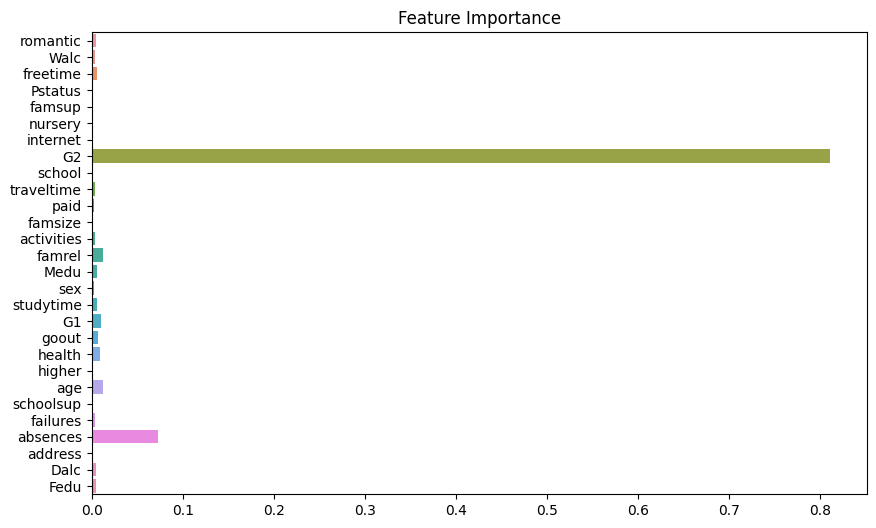 Feature Importance
romantic
Walc
freetime
Pstatus
famsup
nursery
internet
G2
school
traveltime
paid
famsize
activities
famrel
Medu
sex
studytime
G1
goout
health
higher
age
schoolsup
failures
absences
address
Dalc
Fedu
0.0 0.1 0.2 0.3 0.4 0.5 0.6 0.7 0.8